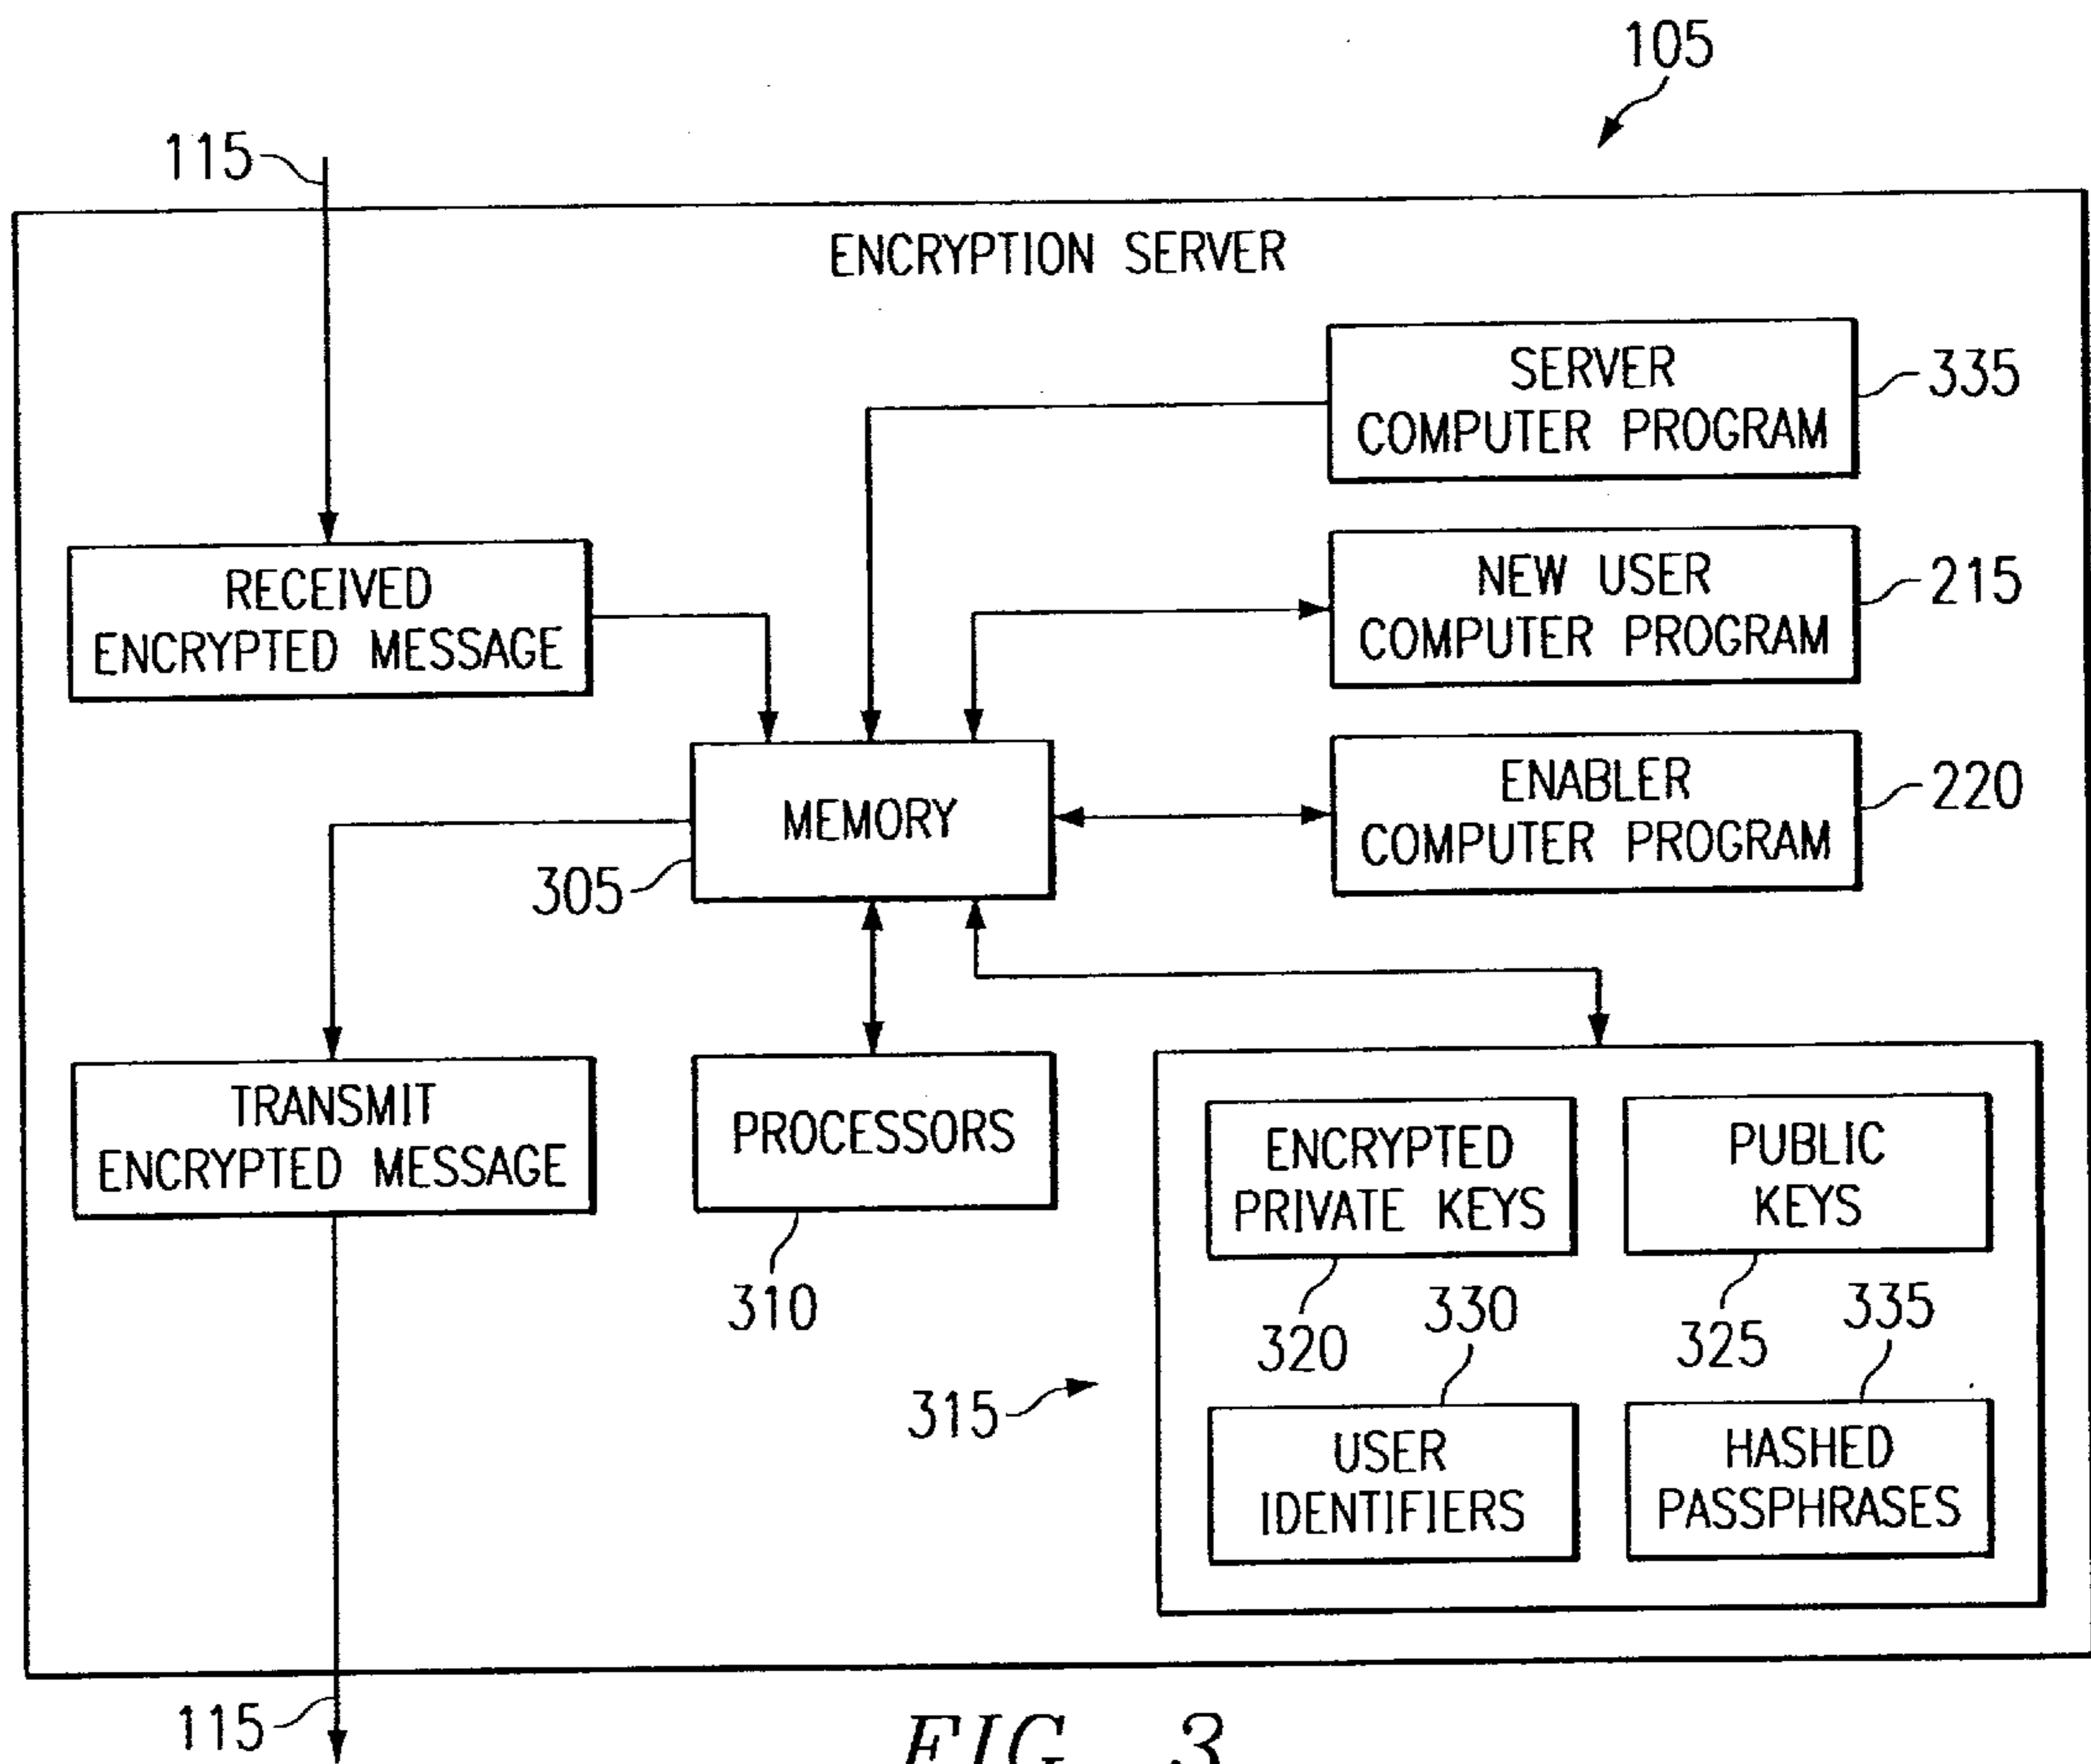 105
115
ENCRYPTION SERVER
SERVER
COMPUTER PROGRAM
335
RECEIVED
ENCRYPTED MESSAGE
NEW USER
COMPUTER PROGRAM
215
MEMORY
305
ENABLER
COMPUTER PROGRAM
220
TRANSMIT
ENCRYPTED MESSAGE
PROCESSORS
310
ENCRYPTED
PRIVATE KEYS
320
PUBLIC
KEYS
325
315
330
USER
IDENTIFIERS
335
HASHED
PASSPHRASES
115
FIG. 3